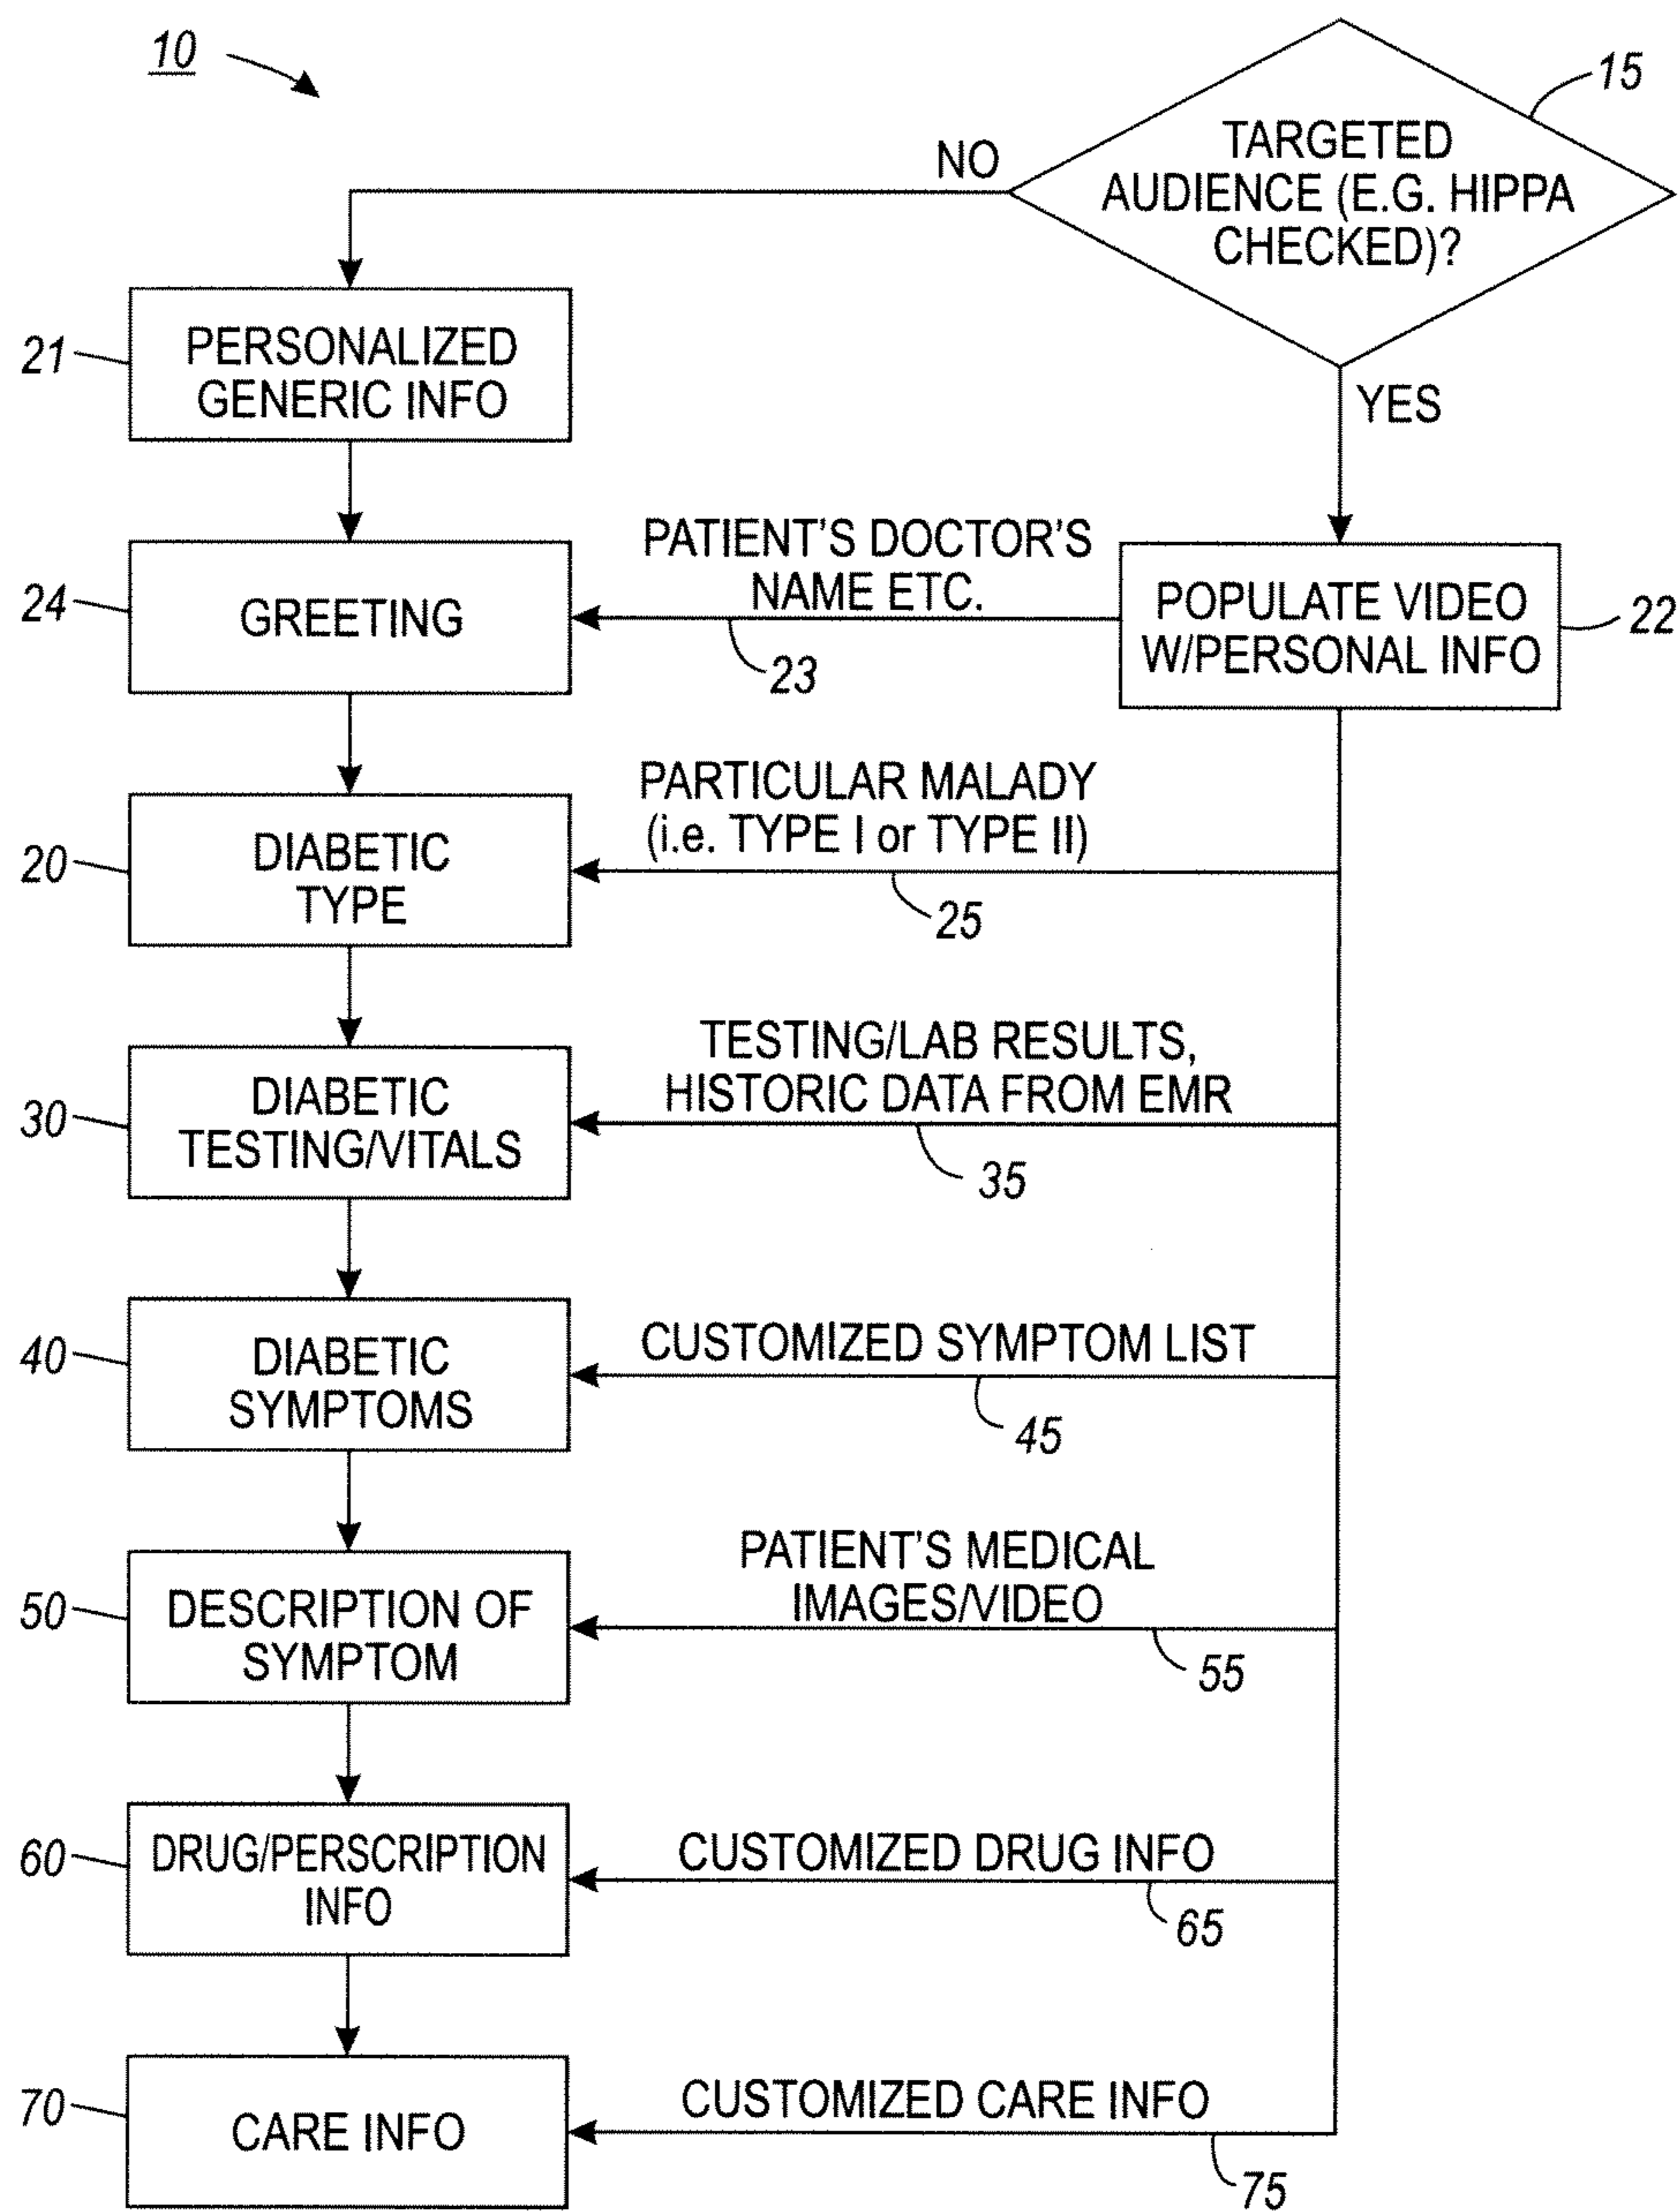 10
15
TARGETED
AUDIENCE (E.G. HIPPA
CHECKED)?
NO
YES
21
PERSONALIZED
GENERIC INFO
24
GREETING
PATIENT'S DOCTOR'S
NAME ETC.
23
POPULATE VIDEO
W/PERSONAL INFO
22
20
DIABETIC
TYPE
PARTICULAR MALADY
(i.e. TYPE I or TYPE II)
25
30
DIABETIC
TESTING/VITALS
TESTING/LAB RESULTS,
HISTORIC DATA FROM EMR
35
40
DIABETIC
SYMPTOMS
CUSTOMIZED SYMPTOM LIST
45
50
DESCRIPTION OF
SYMPTOM
PATIENT'S MEDICAL
IMAGES/VIDEO
55
60
DRUG/PERSCRIPTION
INFO
CUSTOMIZED DRUG INFO
65
70
CARE INFO
CUSTOMIZED CARE INFO
75